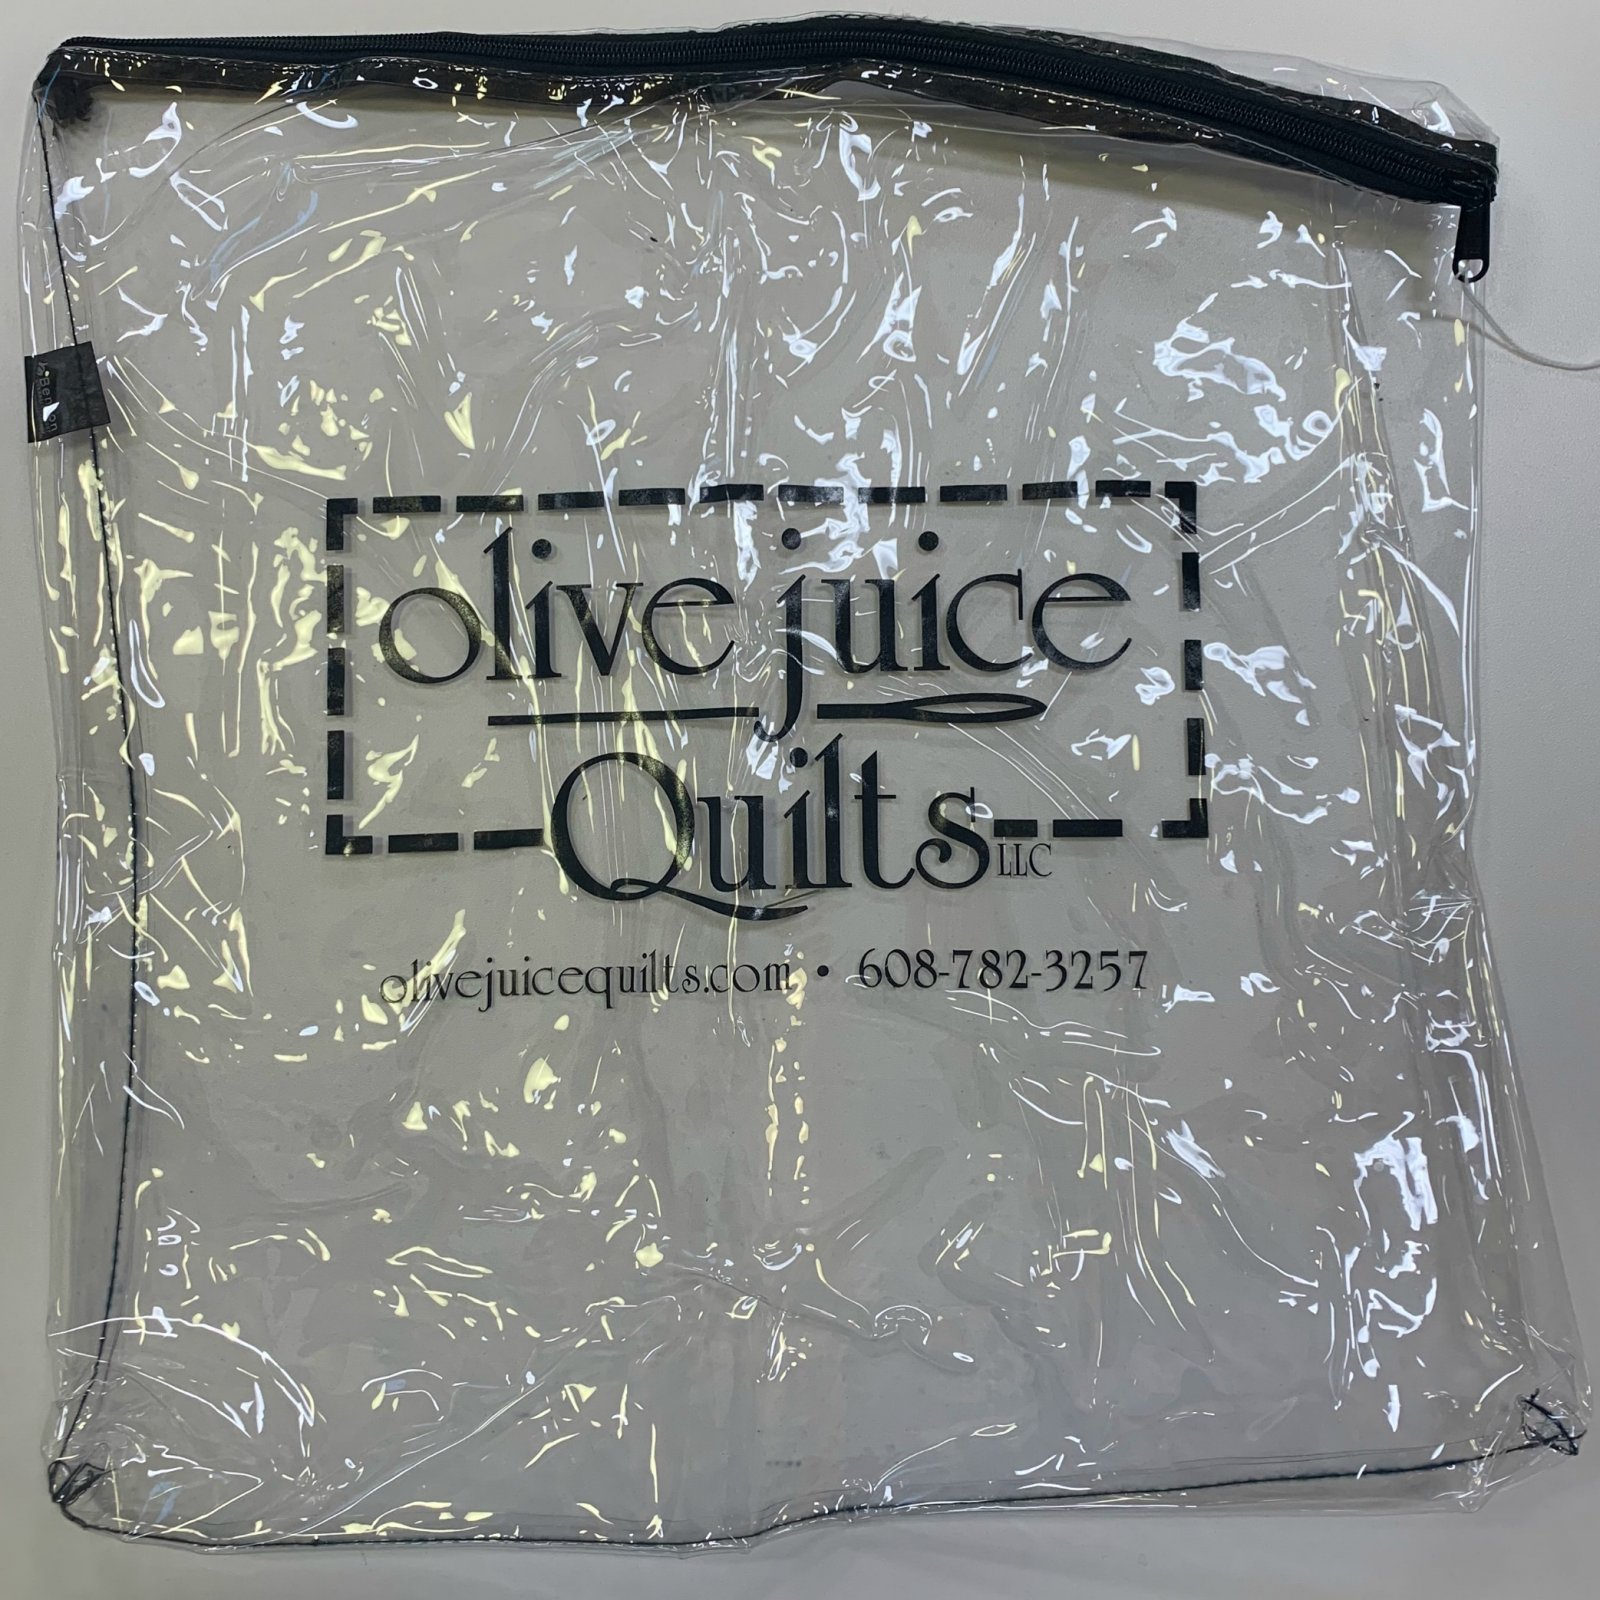 olive juice
Quilts LLC
olivejuicequilts.com • 608-782-3257